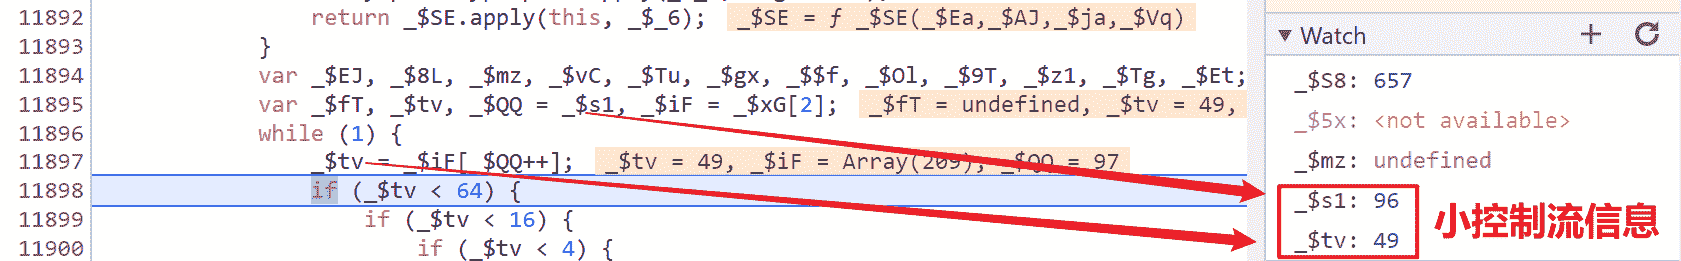 11892 return _$SE.apply(this, _$_6); _$SE = ƒ _$SE(_$Ea,_$AJ,_$ja,_$Vq)
11893 }
11894 var _$EJ, _$8L, _$mz, _$vC, _$Tu, _$gx, _$$f, _$Ol, _$9T, _$z1, _$Tg, _$Et;
11895 var _$fT, _$tv, _$QQ = _$s1, _$iF = _$xG[2]; _$fT = undefined, _$tv = 49,
11896 while (1) {
11897 _$tv = _$iF[_$QQ++]; _$tv = 49, _$iF = Array(209), _$QQ = 97
11898 if (_$tv < 64) {
11899 if (_$tv < 16) {
11900 if (_$tv < 4) {
Watch
_$S8: 657
_$5x: <not available>
_$mz: undefined
_$s1: 96
_$tv: 49
小控制流信息